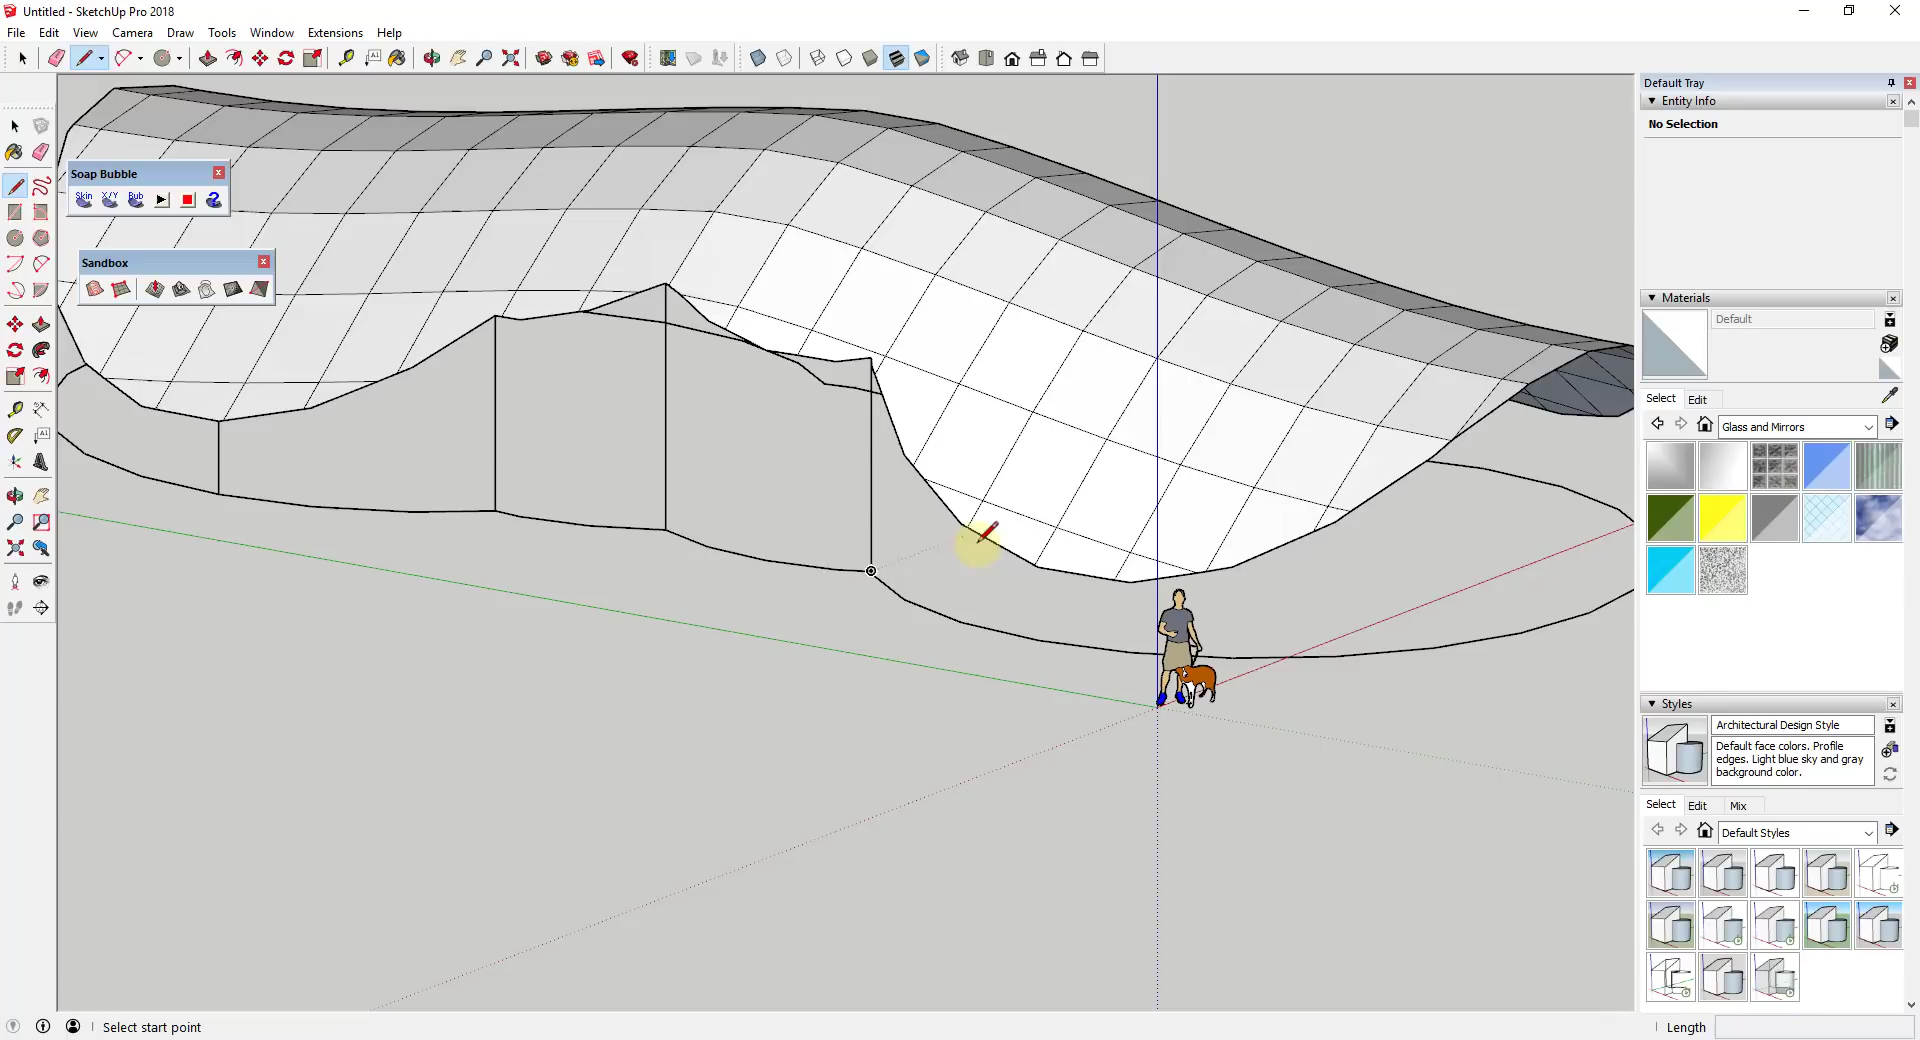 Untitled - SketchUp Pro 2018
File Edit View Camera Draw Tools Window Extensions Help
Default Tray
Entity Info
No Selection
Soap Bubble
Skin X/Y Bub
Sandbox
Materials
Default
Select Edit
Glass and Mirrors
Styles
Architectural Design Style
Default face colors. Profile
edges. Light blue sky and gray
background color.
Select Edit Mix
Default Styles
Select start point
Length